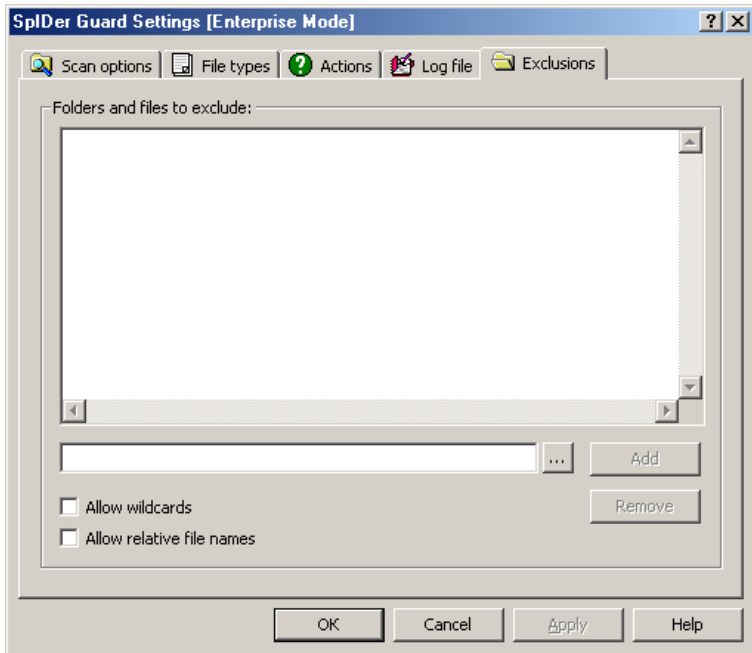 SpIDer Guard Settings [Enterprise Mode]
Scan options File types Actions Log file Exclusions
Folders and files to exclude:
... Add
Allow wildcards Remove
Allow relative file names
OK Cancel Apply Help